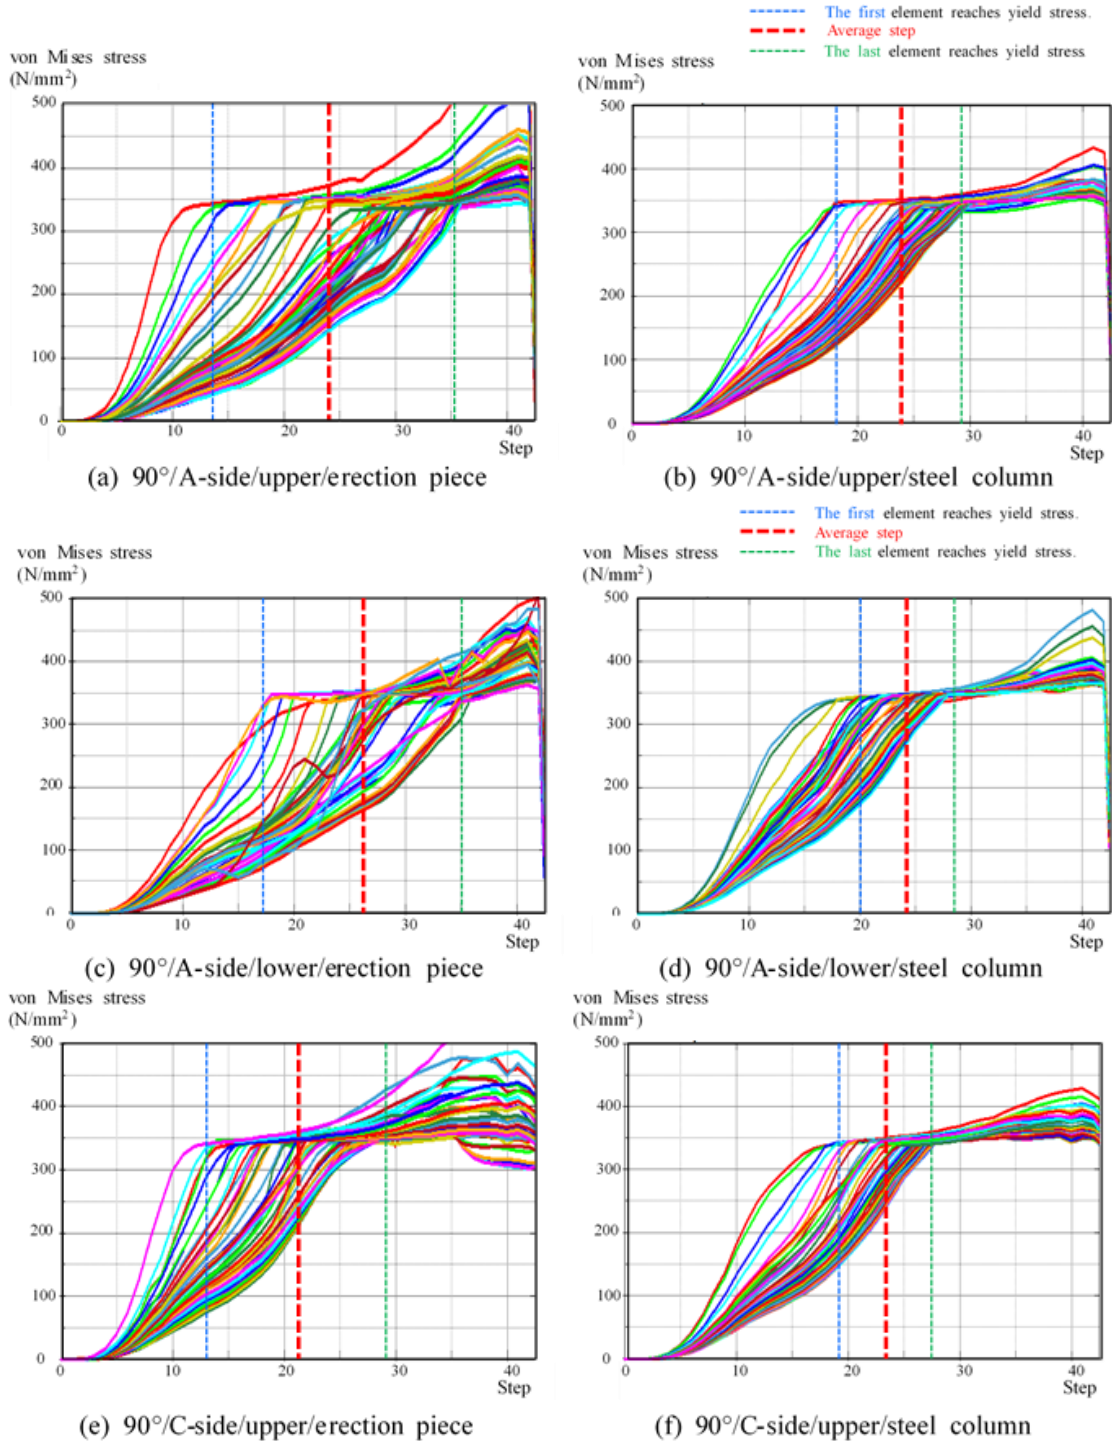 The first element reaches yield stress.
Average step
The last element reaches yield stress.
von Mises stress
(N/mm²)
500
400
300
200
100
0
0 10 20 30 40
Step
(a) 90°/A-side/upper/erection piece
von Mises stress
(N/mm²)
500
400
300
200
100
0
0 10 20 30 40
Step
(b) 90°/A-side/upper/steel column
The first element reaches yield stress.
Average step
The last element reaches yield stress.
von Mises stress
(N/mm²)
500
400
300
200
100
0
0 10 20 30 40
Step
(c) 90°/A-side/lower/erection piece
von Mises stress
(N/mm²)
500
400
300
200
100
0
0 10 20 30 40
Step
(d) 90°/A-side/lower/steel column
von Mises stress
(N/mm²)
500
400
300
200
100
0
0 10 20 30 40
Step
(e) 90°/C-side/upper/erection piece
von Mises stress
(N/mm²)
500
400
300
200
100
0
0 10 20 30 40
Step
(f) 90°/C-side/upper/steel column